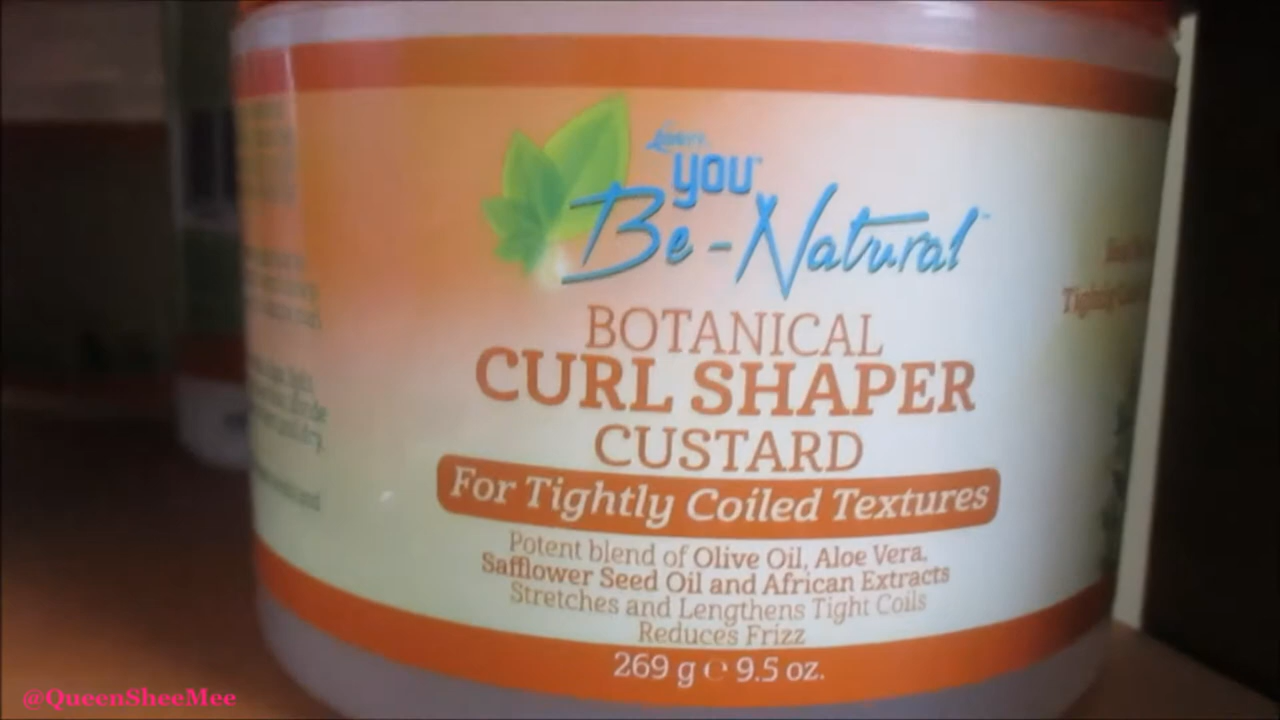 you
Be-Natural
BOTANICAL
CURL SHAPER
CUSTARD
For Tightly Coiled Textures
Potent blend of Olive Oil, Aloe Vera,
Safflower Seed Oil and African Extracts
Stretches and Lengthens Tight Coils
Reduces Frizz
269 g e 9.5 oz.
Tightly
@QueenSheeMee